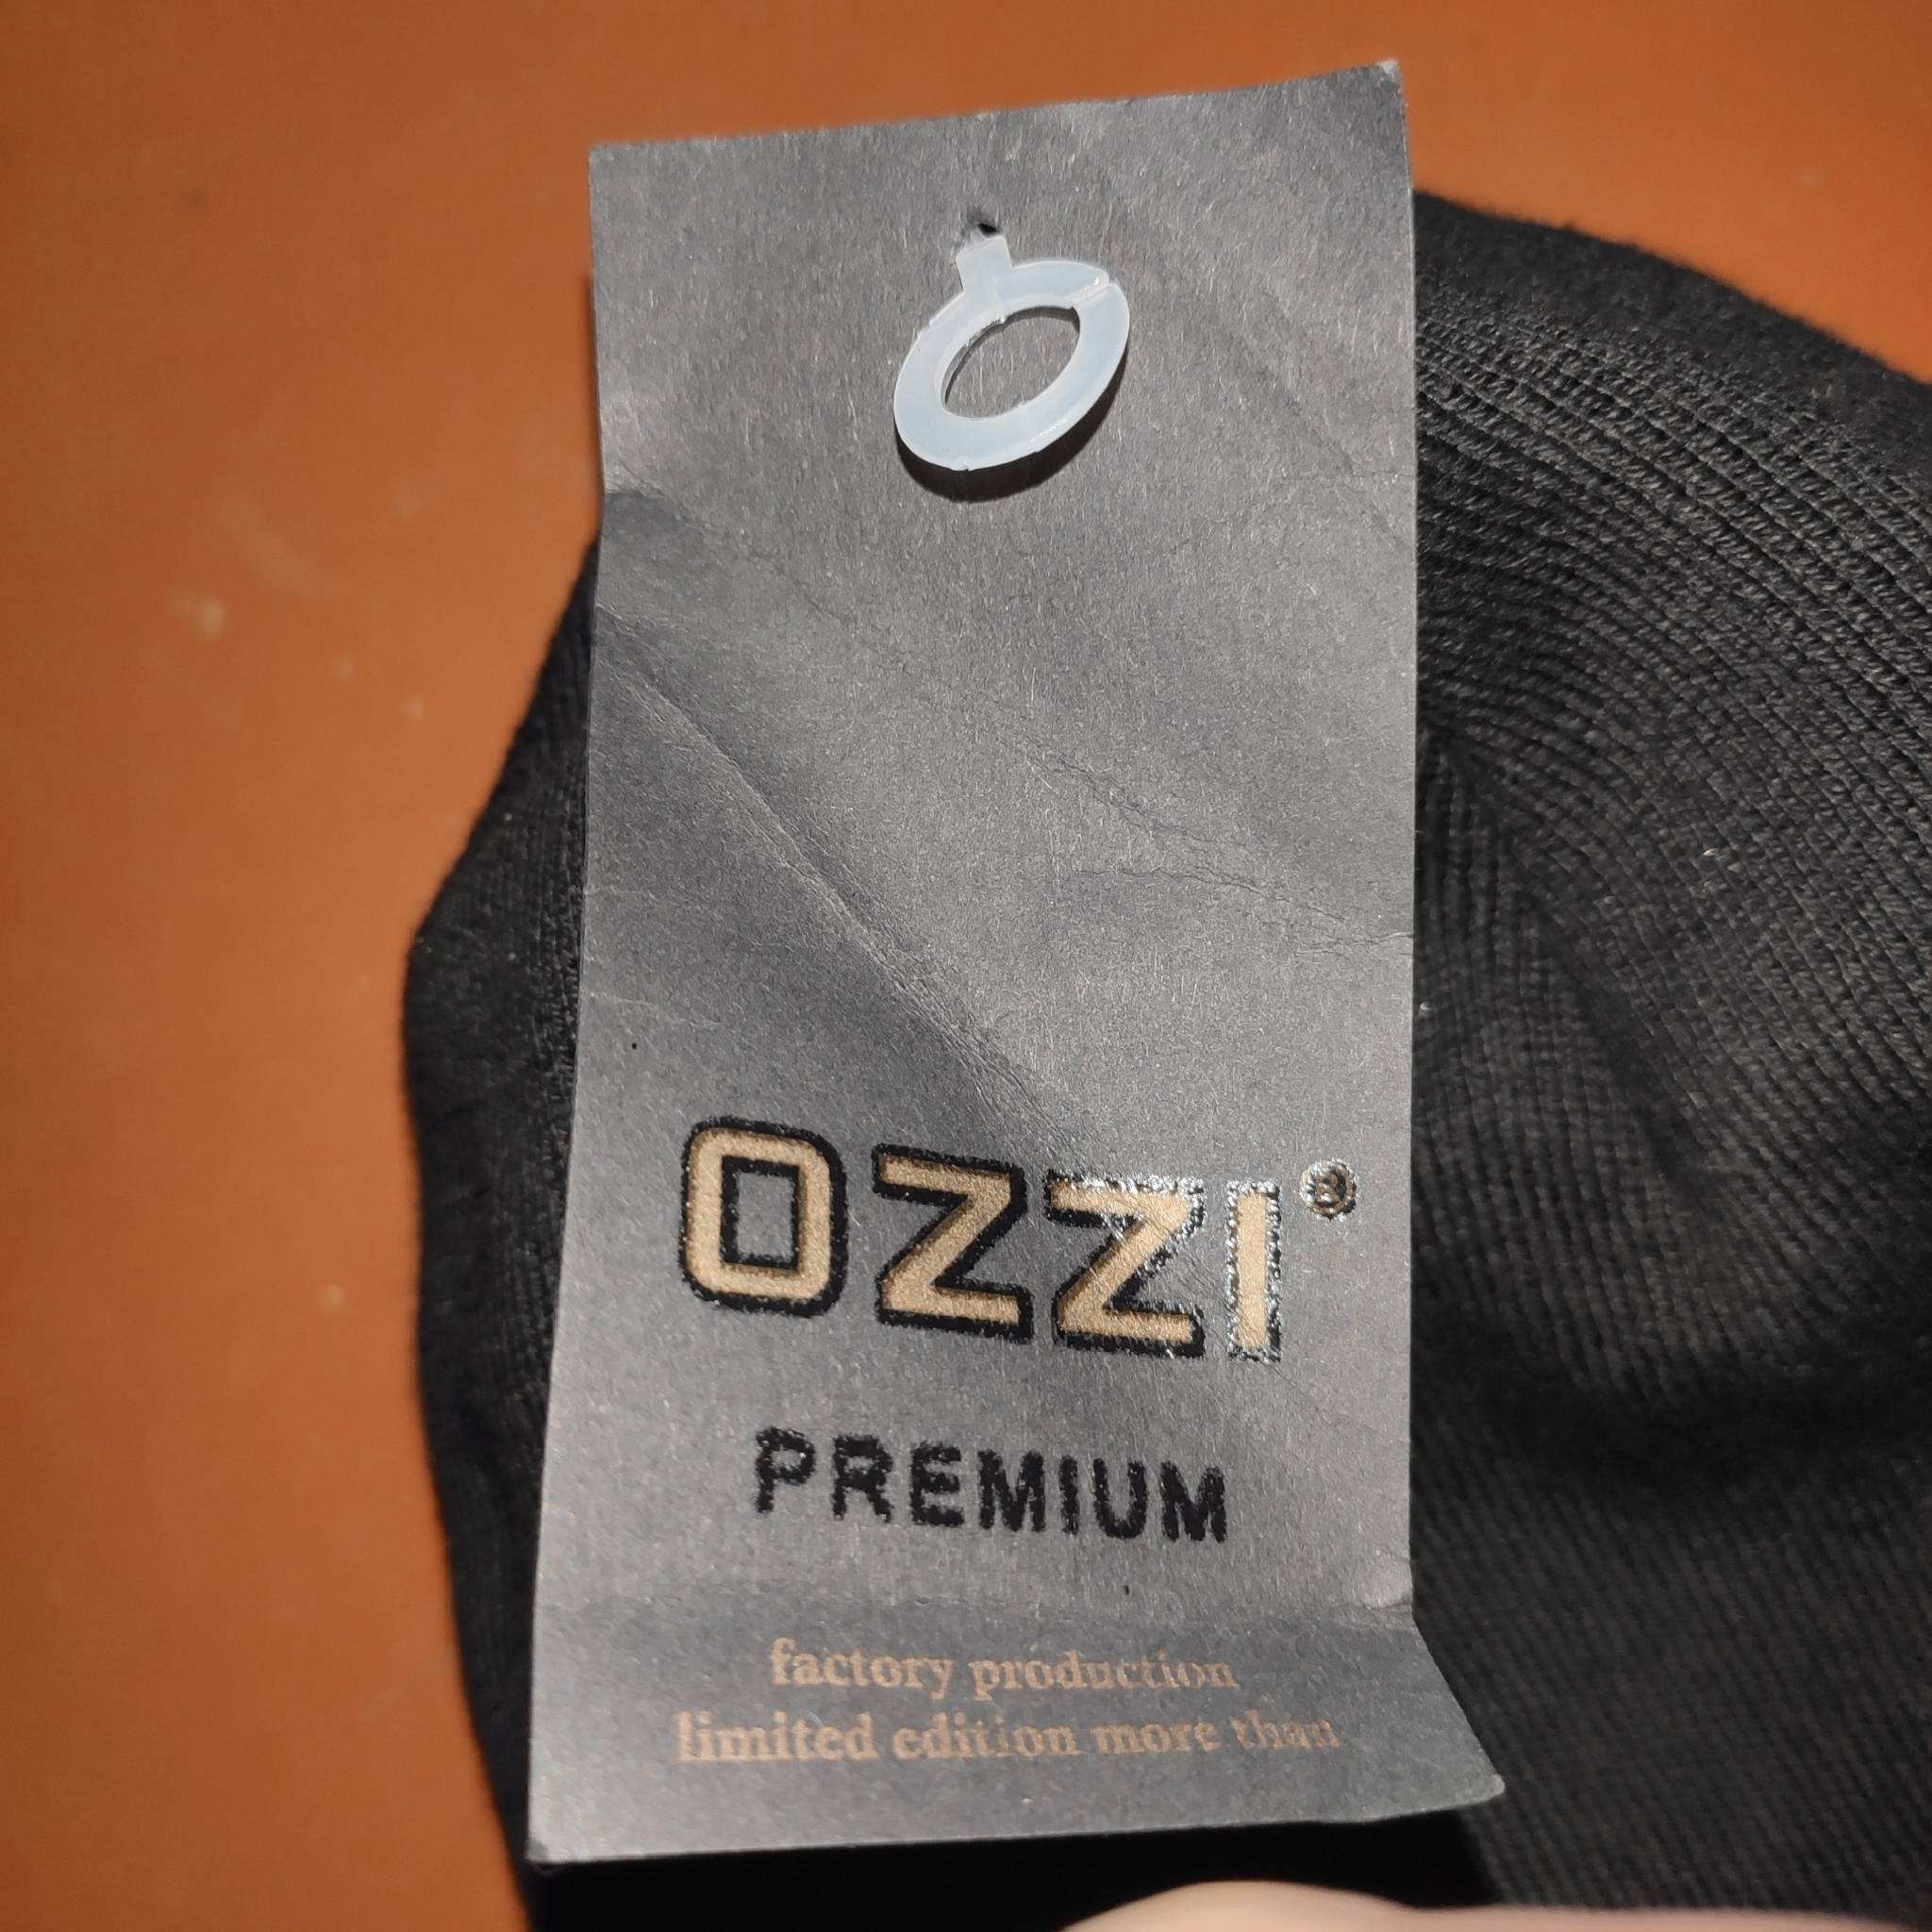 OZZI®
PREMIUM
factory production
limited edition more than